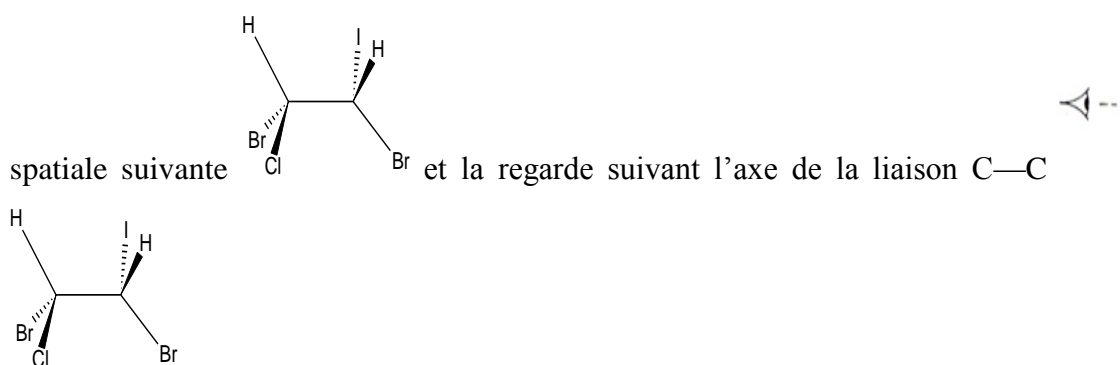 H
I
H
Br
Cl
Br
spatiale suivante et la regarde suivant l'axe de la liaison C—C
H
I
H
Br
Cl
Br